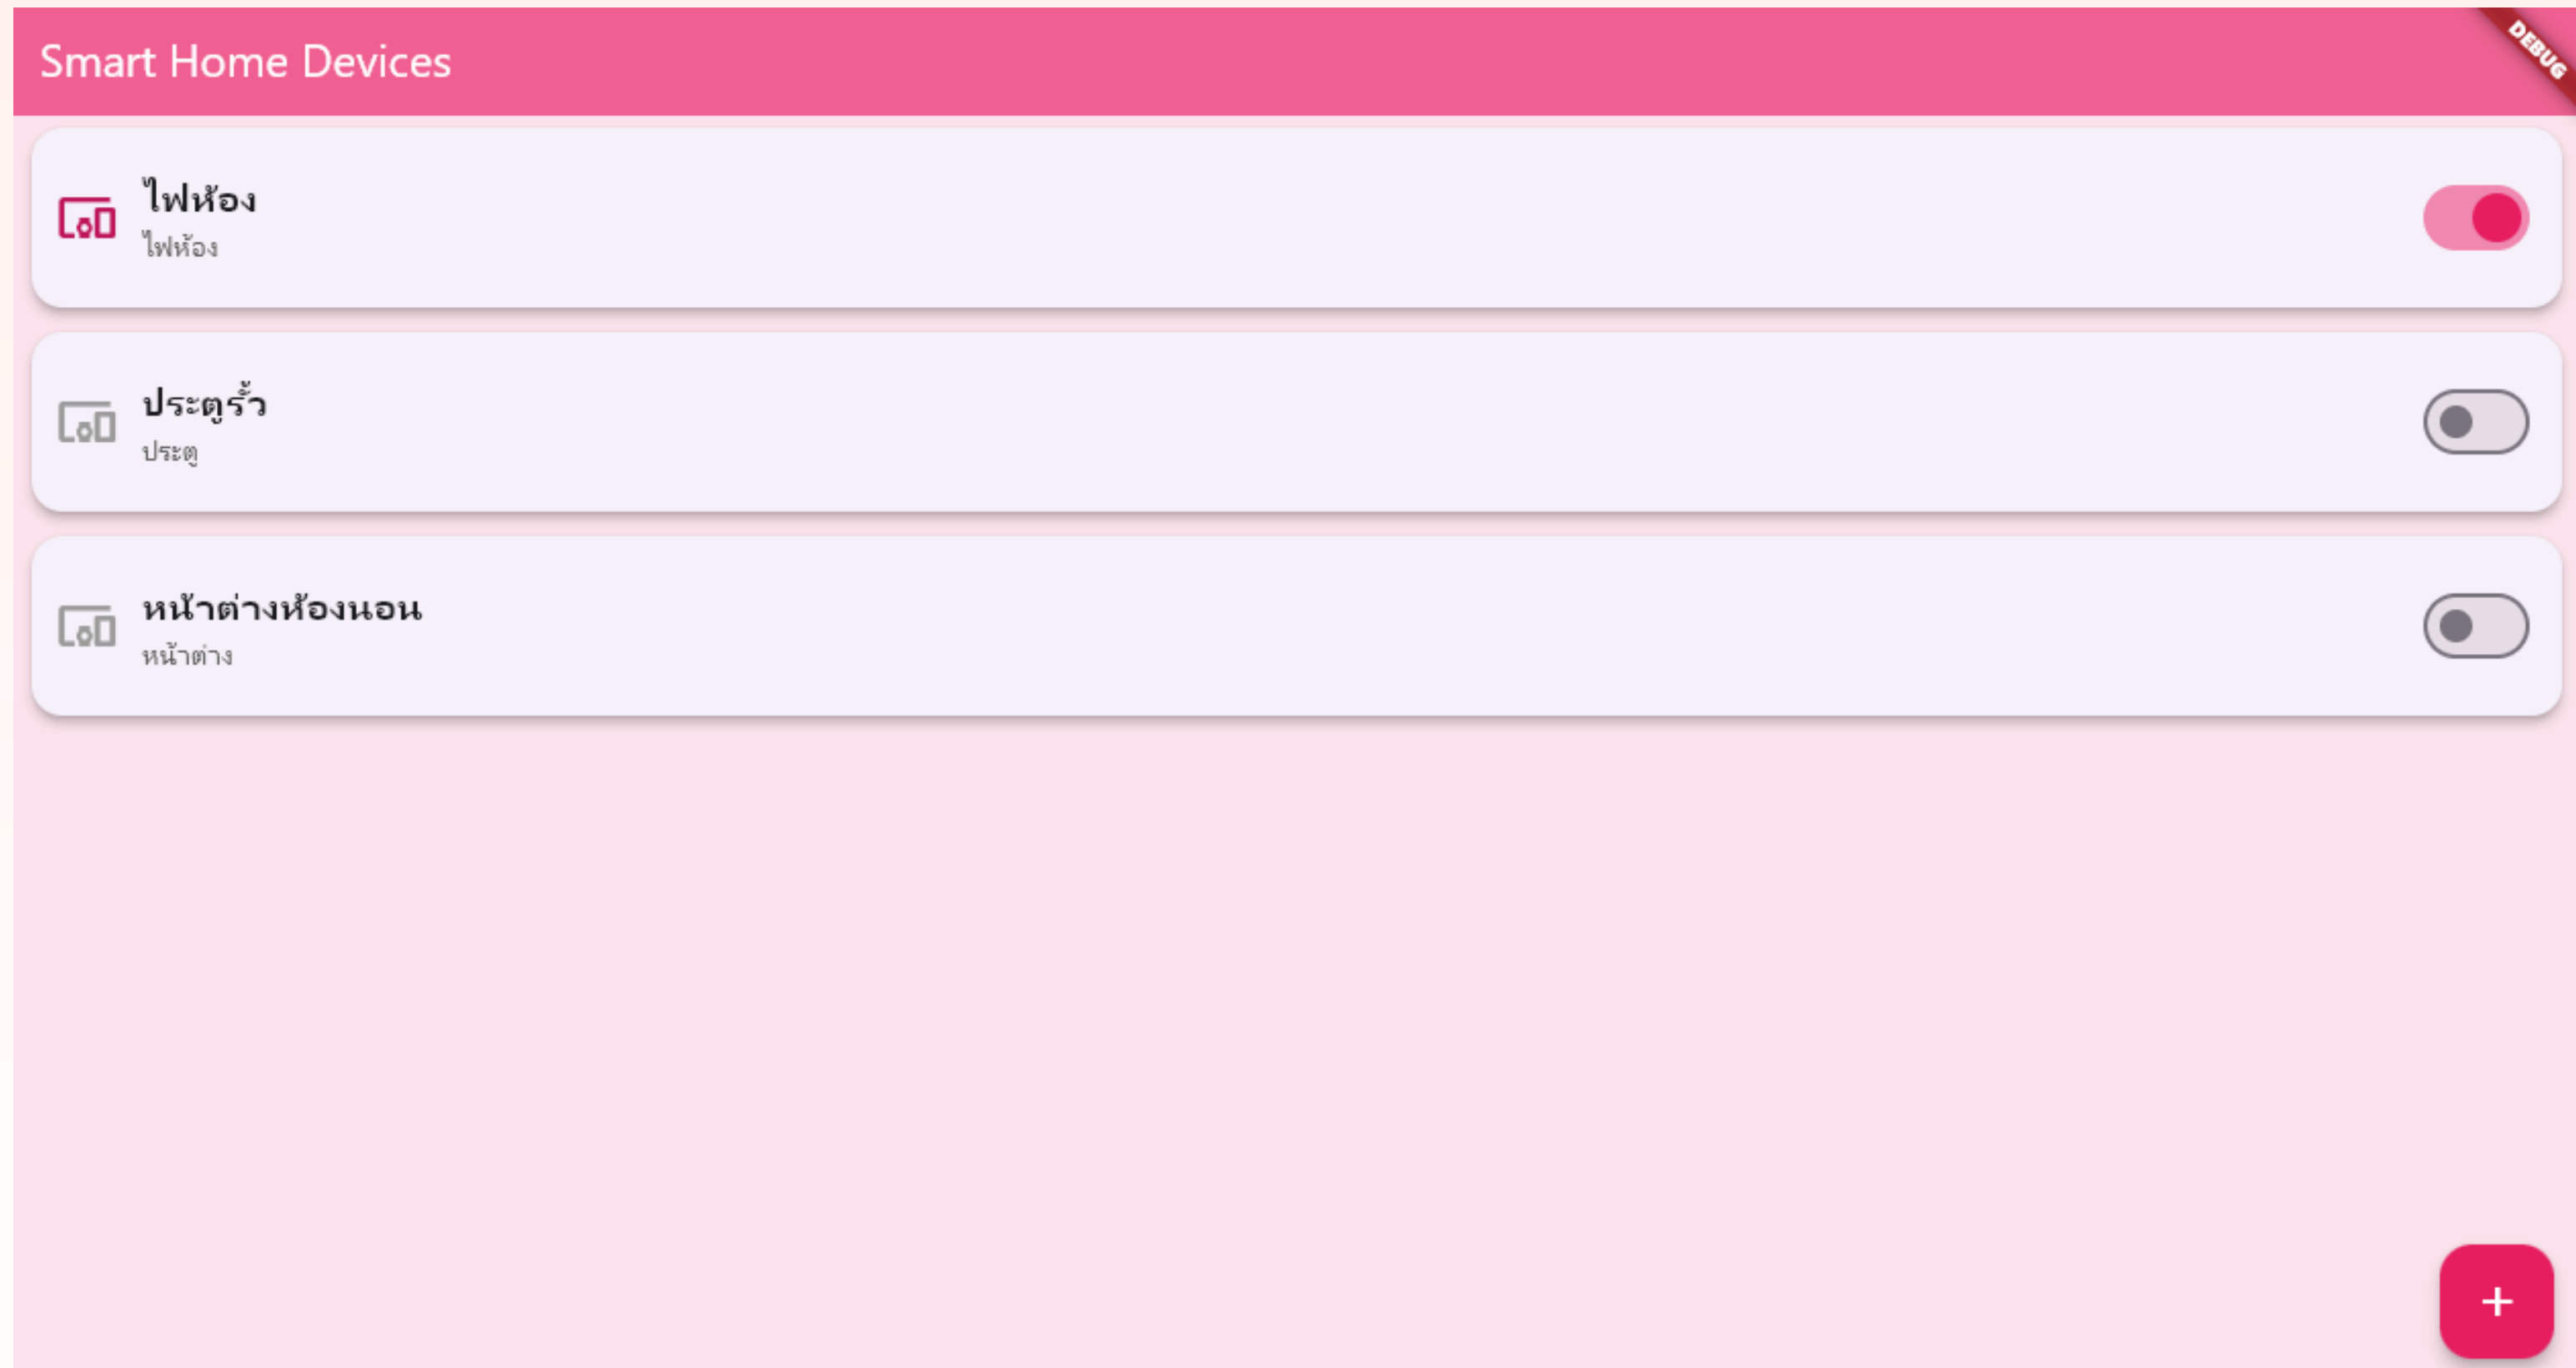 Smart Home Devices
DEBUG
ไฟห้อง
ไฟห้อง
ประตูรั้ว
ประตู
หน้าต่างห้องนอน
หน้าต่าง
+